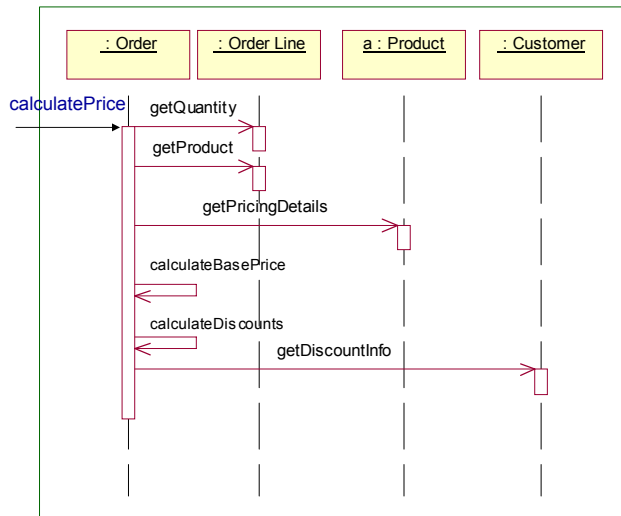 : Order
: Order Line
a : Product
: Customer
calculatePrice
getQuantity
getProduct
getPricingDetails
calculateBasePrice
calculateDiscounts
getDiscountInfo